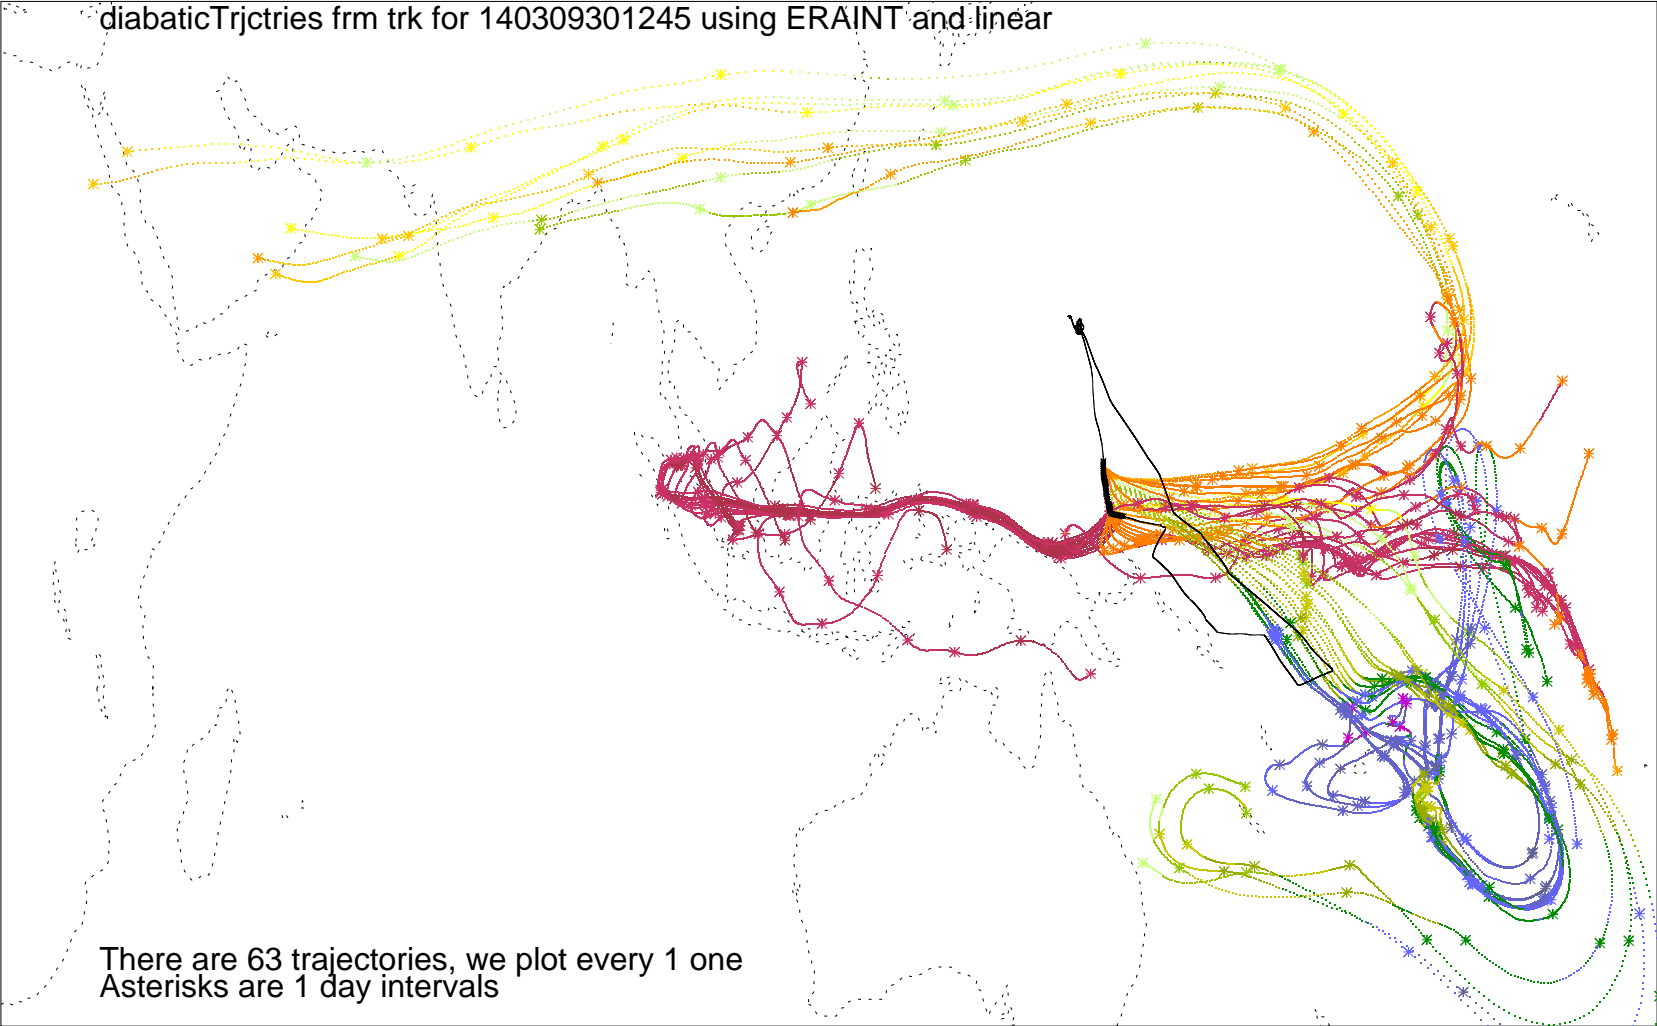 diabaticTrjctries frm trk for 140309301245 using ERAINT and linear
There are 63 trajectories, we plot every 1 one
Asterisks are 1 day intervals